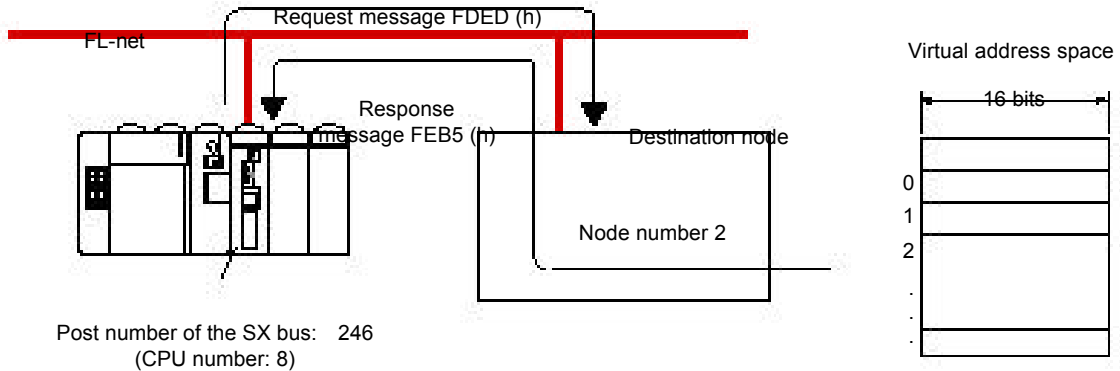 Request message FDED (h)
FL-net
Virtual address space
16 bits
Response
message FEB5 (h)
Destination node
0
1
Node number 2
2
.
.
.
Post number of the SX bus: 246
(CPU number: 8)